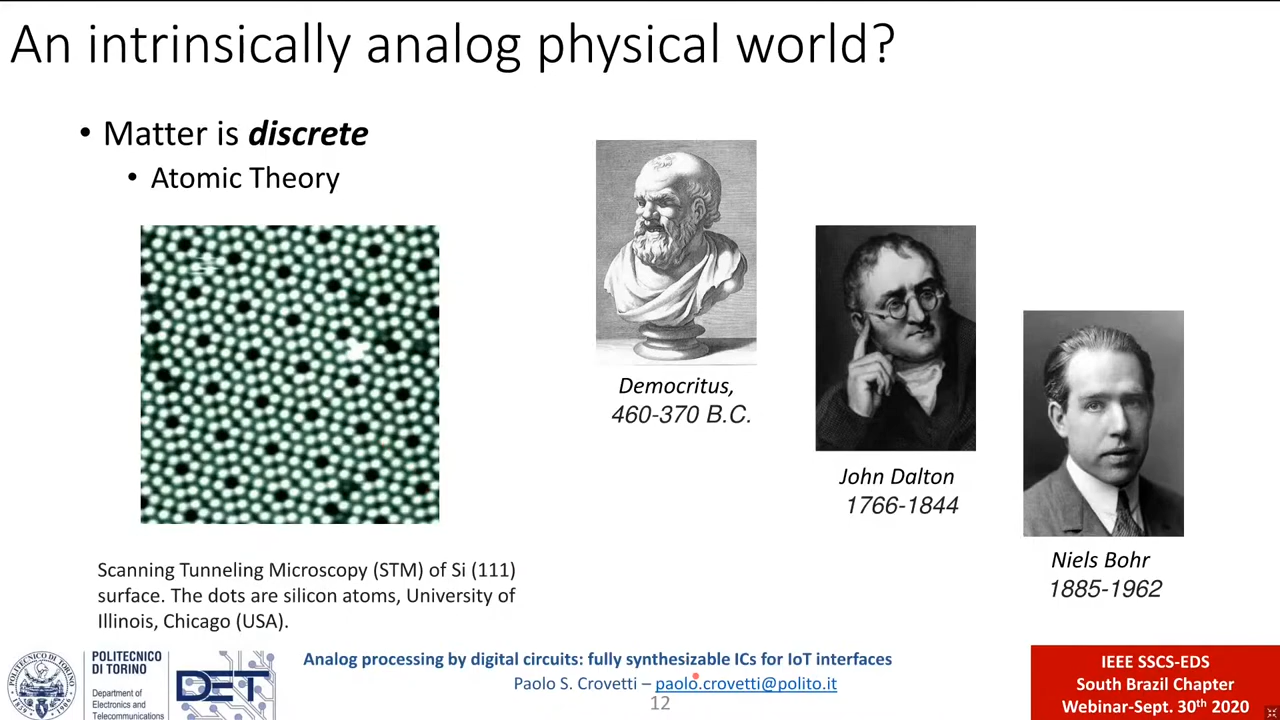 An intrinsically analog physical world?
• Matter is discrete
• Atomic Theory
Democritus,
460-370 B.C.
John Dalton
1766-1844
Niels Bohr
1885-1962
Scanning Tunneling Microscopy (STM) of Si (111)
surface. The dots are silicon atoms, University of
Illinois, Chicago (USA).
POLITECNICO
DI TORINO
Department of
Electronics and
Telecommunications
DET
Analog processing by digital circuits: fully synthesizable ICs for IoT interfaces
Paolo S. Crovetti – paolo.crovetti@polito.it
12
IEEE SSCS-EDS
South Brazil Chapter
Webinar-Sept. 30th 2020